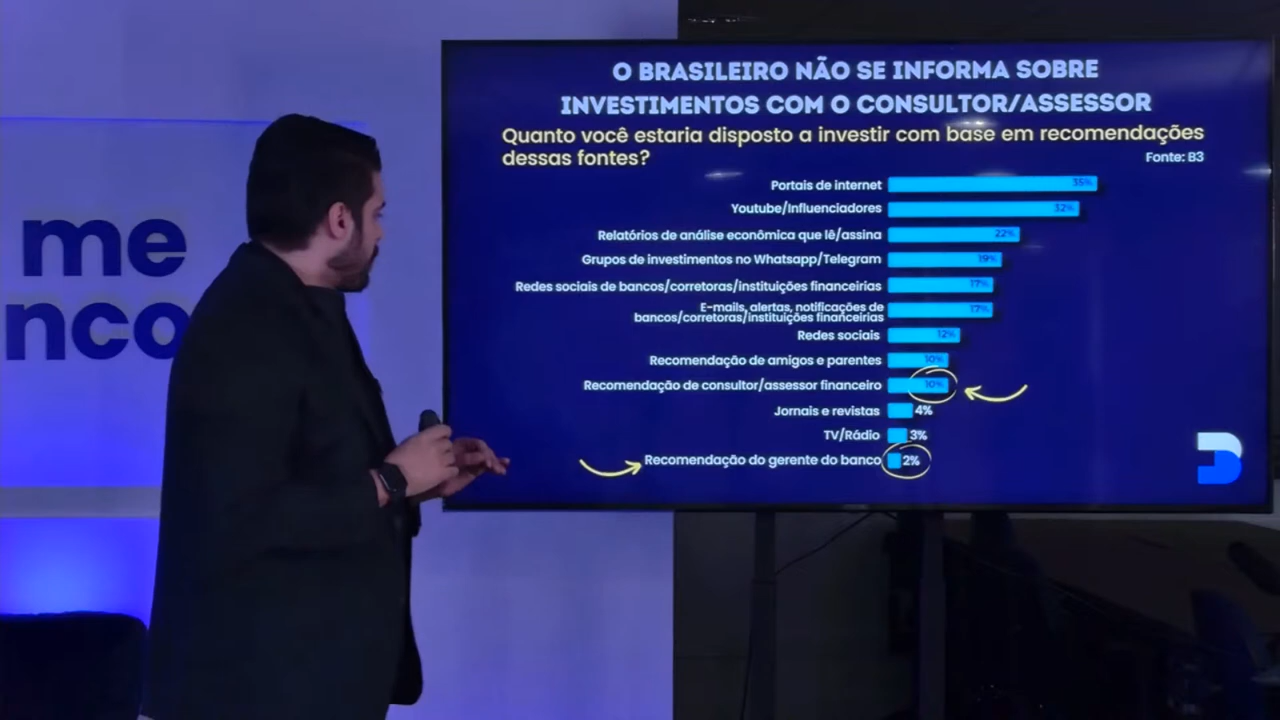 me
nco
O BRASILEIRO NÃO SE INFORMA SOBRE
INVESTIMENTOS COM O CONSULTOR/ASSESSOR
Quanto você estaria disposto a investir com base em recomendações
dessas fontes?
Fonte: B3
Portais de internet 35%
Youtube/Influenciadores 32%
Relatórios de análise econômica que lê/assina 22%
Grupos de investimentos no Whatsapp/Telegram 19%
Redes sociais de bancos/corretoras/instituições financeirias 17%
E-mails, alertas, notificações de
bancos/corretoras/instituições financeirias 17%
Redes sociais 12%
Recomendação de amigos e parentes 10%
Recomendação de consultor/assessor financeiro 10%
Jornais e revistas 4%
TV/Rádio 3%
Recomendação do gerente do banco 2%